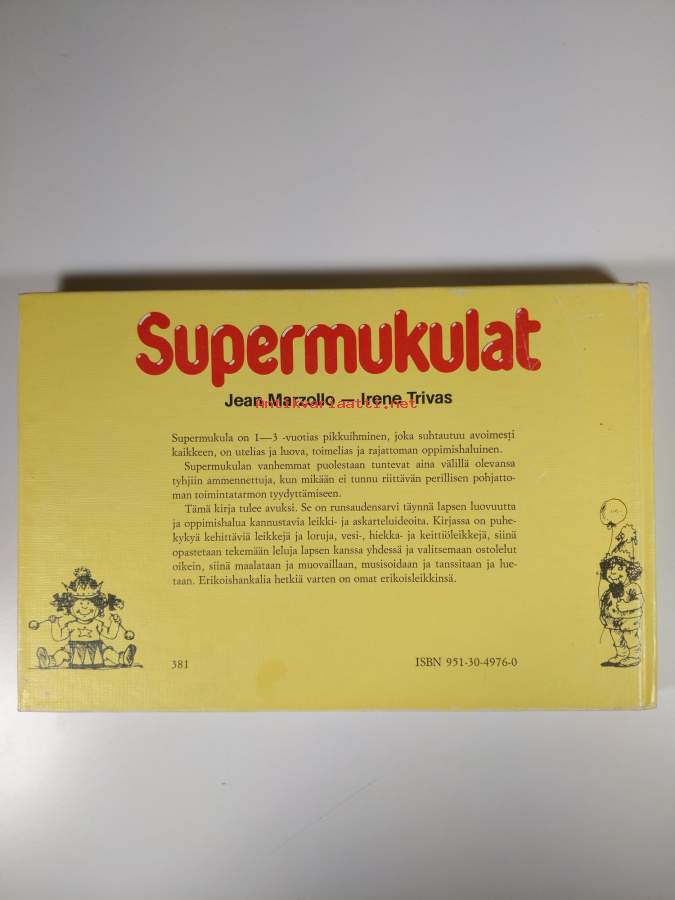 Supermukulat
Jean Marzollo — Irene Trivas
Antikvariaatti.net
Supermukula on 1—3 -vuotias pikkuihminen, joka suhtautuu avoimesti
kaikkeen, on utelias ja luova, toimelias ja rajattoman oppimishaluinen.
Supermukulan vanhemmat puolestaan tuntevat aina välillä olevansa
tyhjiin ammennettuja, kun mikään ei tunnu riittävän perillisen pohjatto-
man toimintatarmon tyydyttämiseen.
Tämä kirja tulee avuksi. Se on runsaudensarvi täynnä lapsen luovuutta
ja oppimishalua kannustavia leikki- ja askarteluideoita. Kirjassa on puhe-
kykyä kehittäviä leikkejä ja loruja, vesi-, hiekka- ja keittiöleikkejä, siinä
opastetaan tekemään leluja lapsen kanssa yhdessä ja valitsemaan ostolelut
oikein, siinä maalataan ja muovaillaan, musisoidaan ja tanssitaan ja lue-
taan. Erikoishankalia hetkiä varten on omat erikoisleikkinsä.
381
ISBN 951-30-4976-0